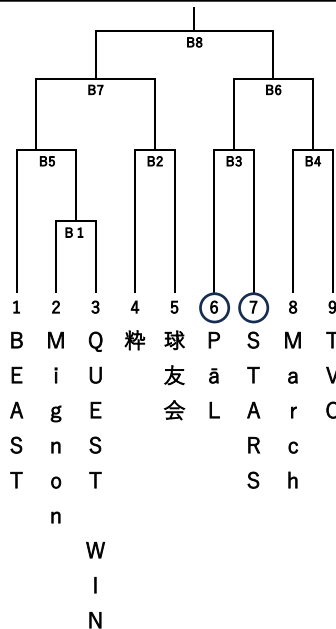 B8
B7
B6
B5
B2
B3
B4
B1
1 2 3 4 5 6 7 8 9
BEAST
Mignon
QUEST WIN
粋
球友会
PāL
STARS
March